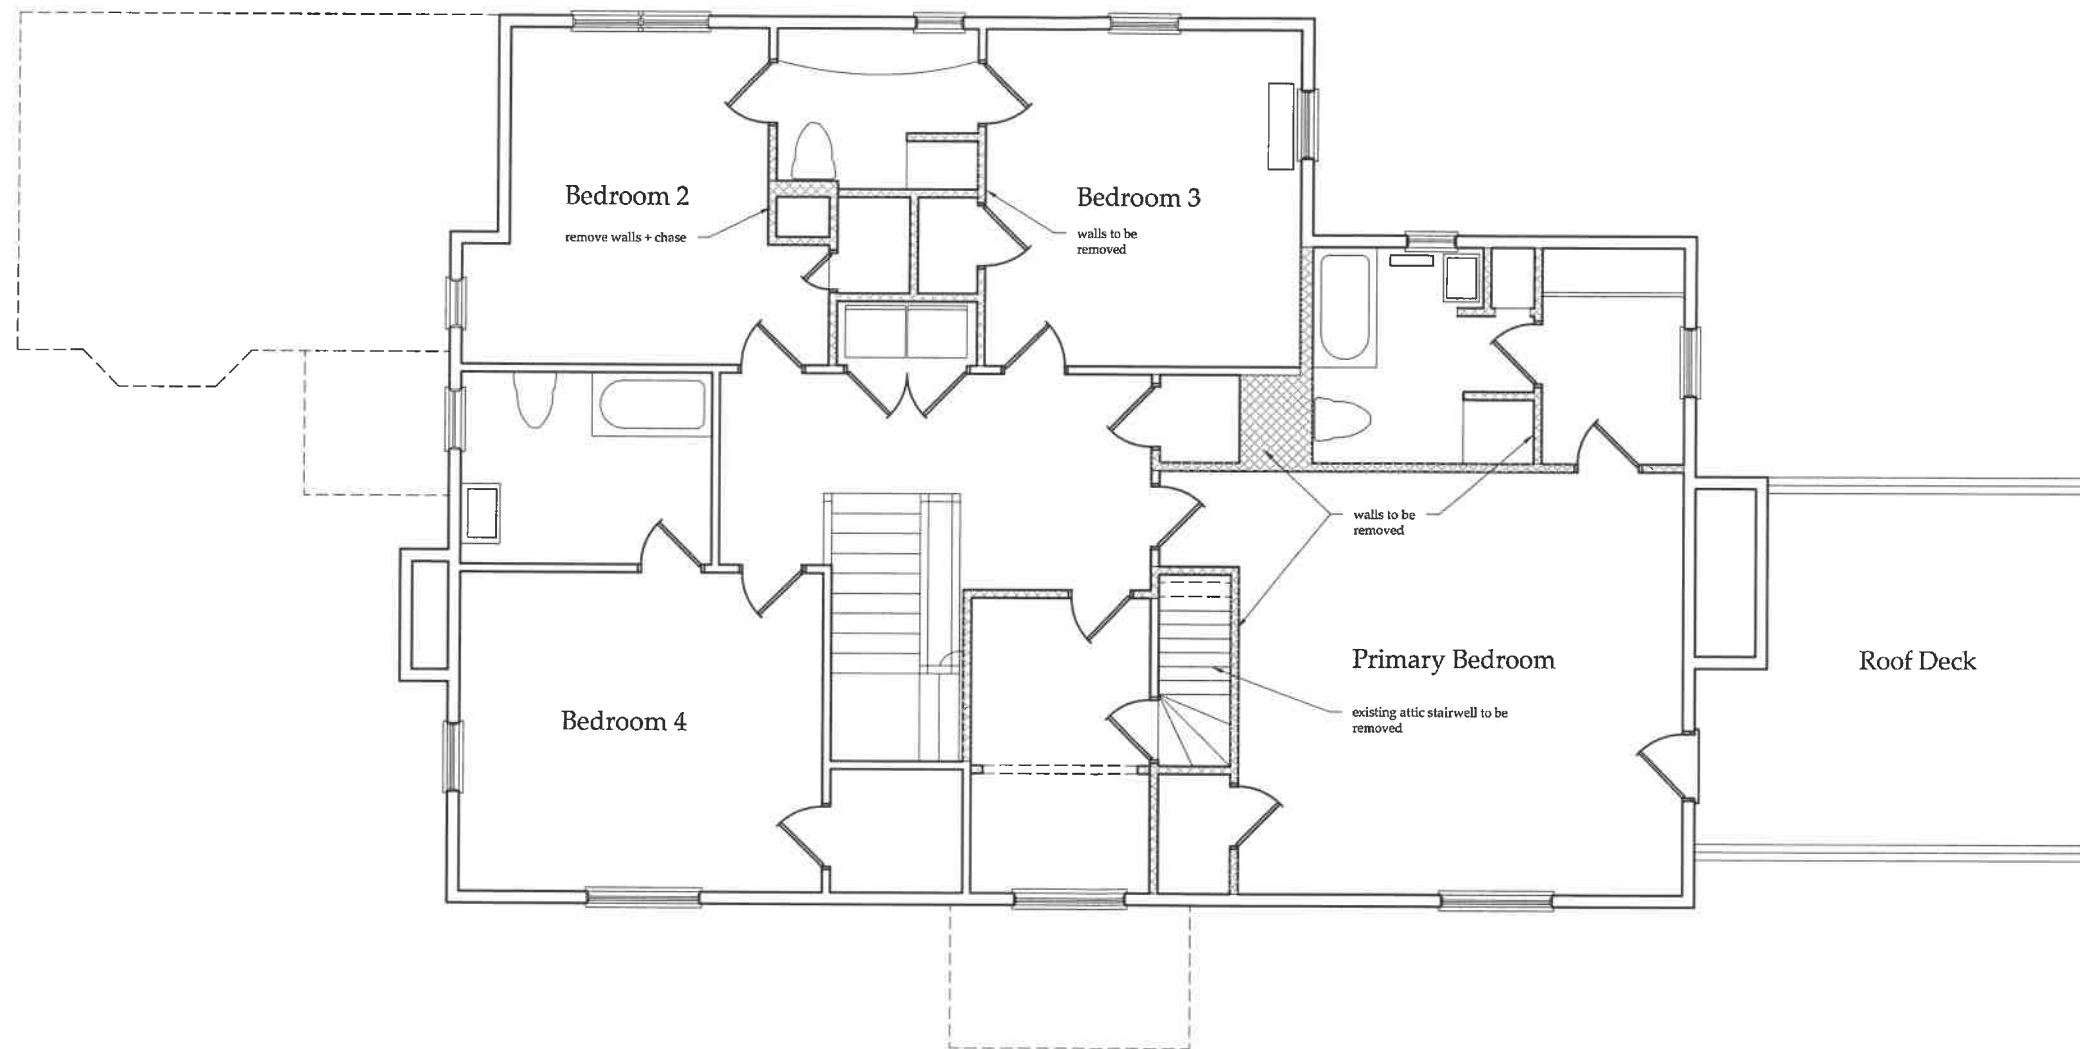 Bedroom 2
remove walls + chase
Bedroom 3
walls to be
removed
walls to be
removed
Primary Bedroom
existing attic stairwell to be
removed
Roof Deck
Bedroom 4